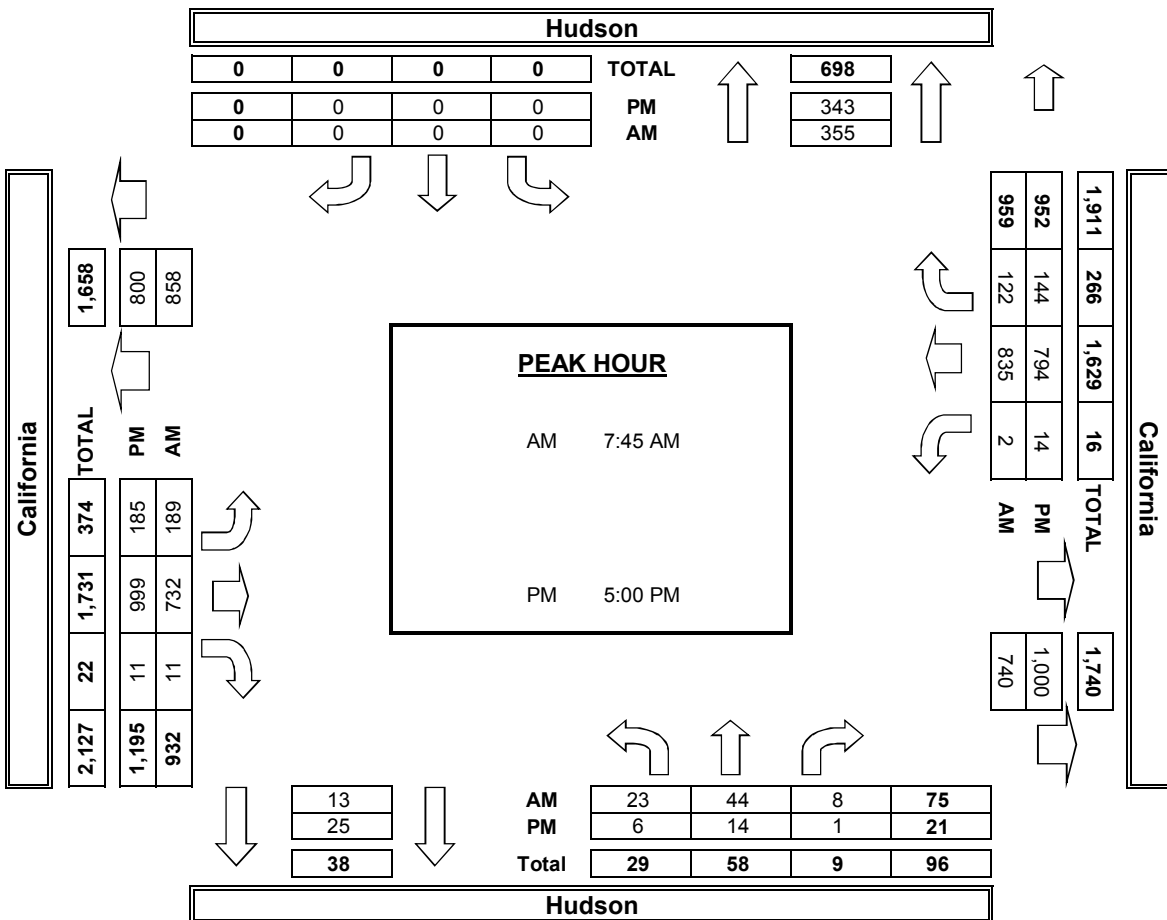 Hudson
0 0 0 0 TOTAL 698
0 0 0 0 PM 343
0 0 0 0 AM 355
California
1,658 800 858
TOTAL PM AM
374 185 189
1,731 999 732
22 11 11
2,127 1,195 932
PEAK HOUR
AM 7:45 AM
PM 5:00 PM
959 952 1,911
122 144 266
835 794 1,629
2 14 16
AM PM TOTAL
740 1,000 1,740
California
13 AM 23 44 8 75
25 PM 6 14 1 21
38 Total 29 58 9 96
Hudson